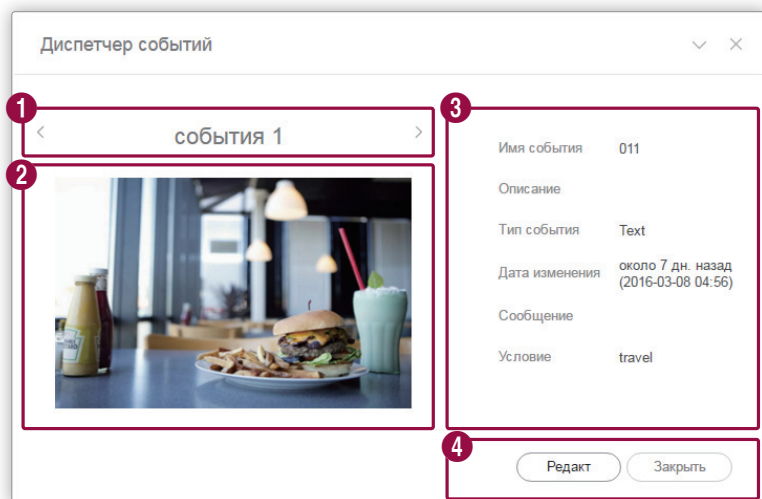 Диспетчер событий
1
события 1
2
3
Имя события 011
Описание
Тип события Text
Дата изменения около 7 дн. назад
(2016-03-08 04:56)
Сообщение
Условие travel
4
Редакт Закрыть